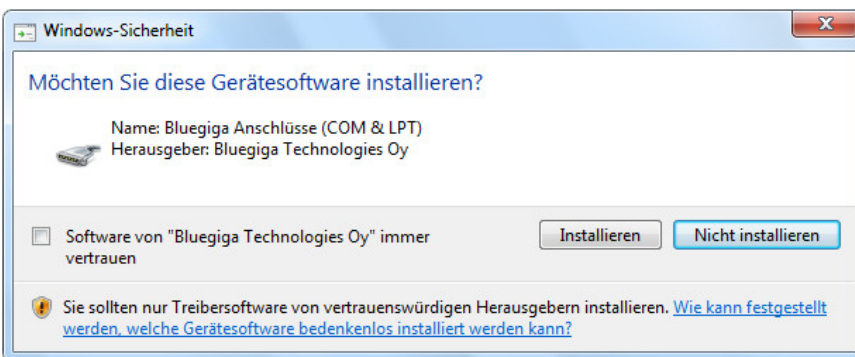 Windows-Sicherheit
Möchten Sie diese Gerätesoftware installieren?
Name: Bluegiga Anschlüsse (COM & LPT)
Herausgeber: Bluegiga Technologies Oy
Software von "Bluegiga Technologies Oy" immer
vertrauen
Installieren
Nicht installieren
Sie sollten nur Treibersoftware von vertrauenswürdigen Herausgebern installieren. Wie kann festgestellt
werden, welche Gerätesoftware bedenkenlos installiert werden kann?